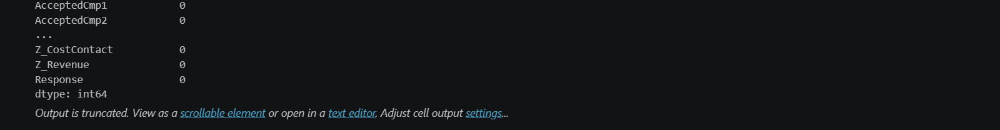 AcceptedCmp1 0
AcceptedCmp2 0
...
Z_CostContact 0
Z_Revenue 0
Response 0
dtype: int64
Output is truncated. View as a scrollable element or open in a text editor. Adjust cell output settings...